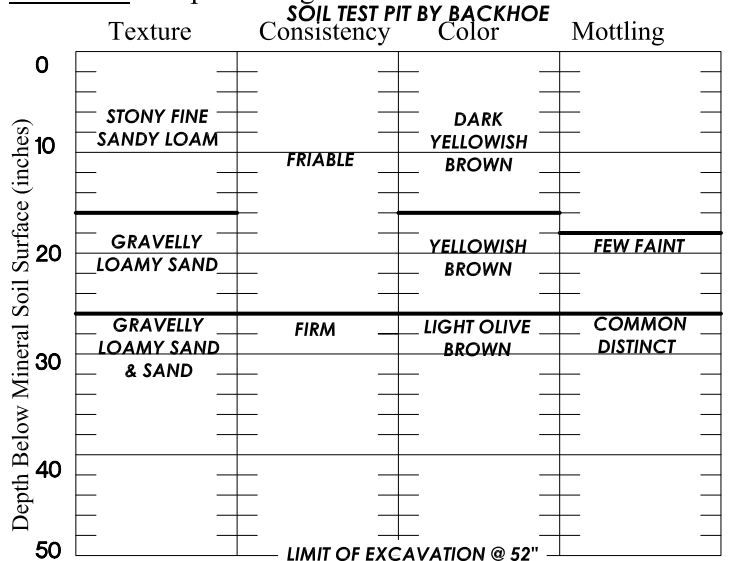 SOIL TEST PIT BY BACKHOE
Texture Consistency Color Mottling
Depth Below Mineral Soil Surface (inches)
0
STONY FINE
SANDY LOAM
DARK
YELLOWISH
BROWN
10
FRIABLE
GRAVELLY
LOAMY SAND
YELLOWISH
BROWN
FEW FAINT
20
GRAVELLY
LOAMY SAND
& SAND
FIRM
LIGHT OLIVE
BROWN
COMMON
DISTINCT
30
40
50
LIMIT OF EXCAVATION @ 52"